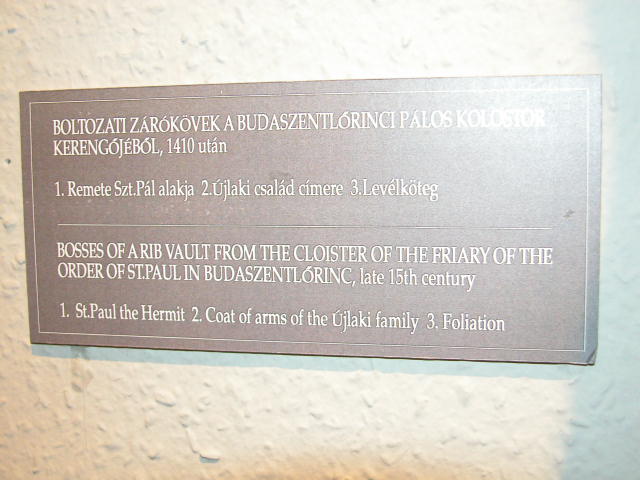 BOLTOZATI ZÁRÓKÖVEK A BUDASZENTLŐRINCI PÁLOS KOLOSTOR
KERENGŐJÉBŐL, 1410 után
1. Remete Szt.Pál alakja 2.Újlaki család címere 3.Levélköteg
BOSSES OF A RIB VAULT FROM THE CLOISTER OF THE FRIARY OF THE
ORDER OF ST.PAUL IN BUDASZENTLŐRINC, late 15th century
1. St.Paul the Hermit 2. Coat of arms of the Újlaki family 3. Foliation